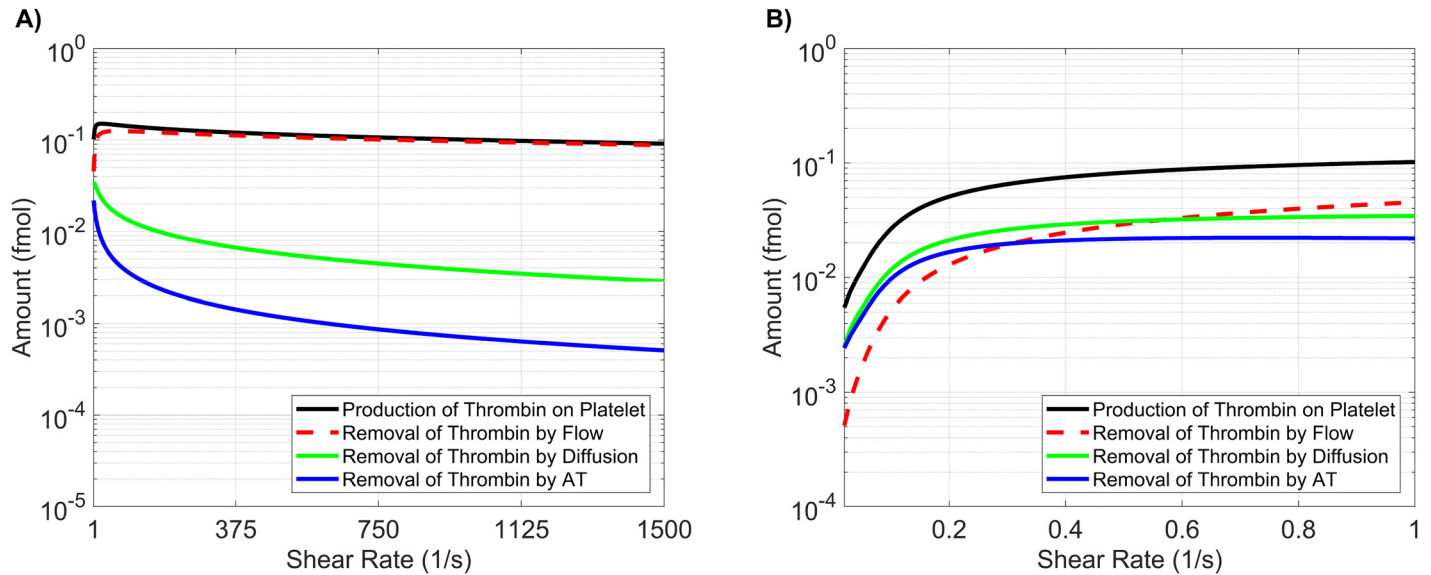 A)
Amount (fmol)
10^0
10^-1
10^-2
10^-3
10^-4
10^-5
1 375 750 1125 1500
Shear Rate (1/s)
Production of Thrombin on Platelet
Removal of Thrombin by Flow
Removal of Thrombin by Diffusion
Removal of Thrombin by AT
B)
Amount (fmol)
10^0
10^-1
10^-2
10^-3
10^-4
0.2 0.4 0.6 0.8 1
Shear Rate (1/s)
Production of Thrombin on Platelet
Removal of Thrombin by Flow
Removal of Thrombin by Diffusion
Removal of Thrombin by AT